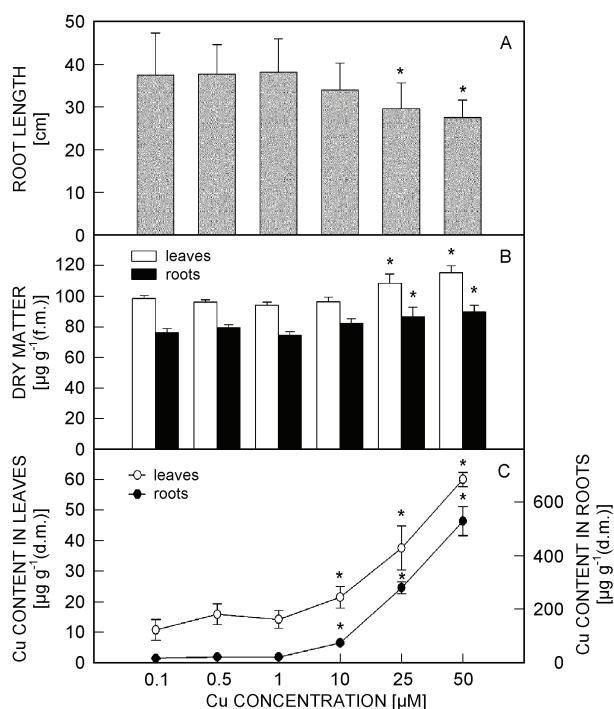 A
ROOT LENGTH
[cm]
50
40
30
20
10
0
*
*
B
leaves
roots
DRY MATTER
[µg g-1(f.m.)]
120
100
80
60
40
20
0
*
*
*
*
C
leaves
roots
Cu CONTENT IN LEAVES
[µg g-1(d.m.)]
60
50
40
30
20
10
0
*
*
*
*
*
*
Cu CONTENT IN ROOTS
[µg g-1(d.m.)]
600
400
200
0
0.1 0.5 1 10 25 50
Cu CONCENTRATION [µM]